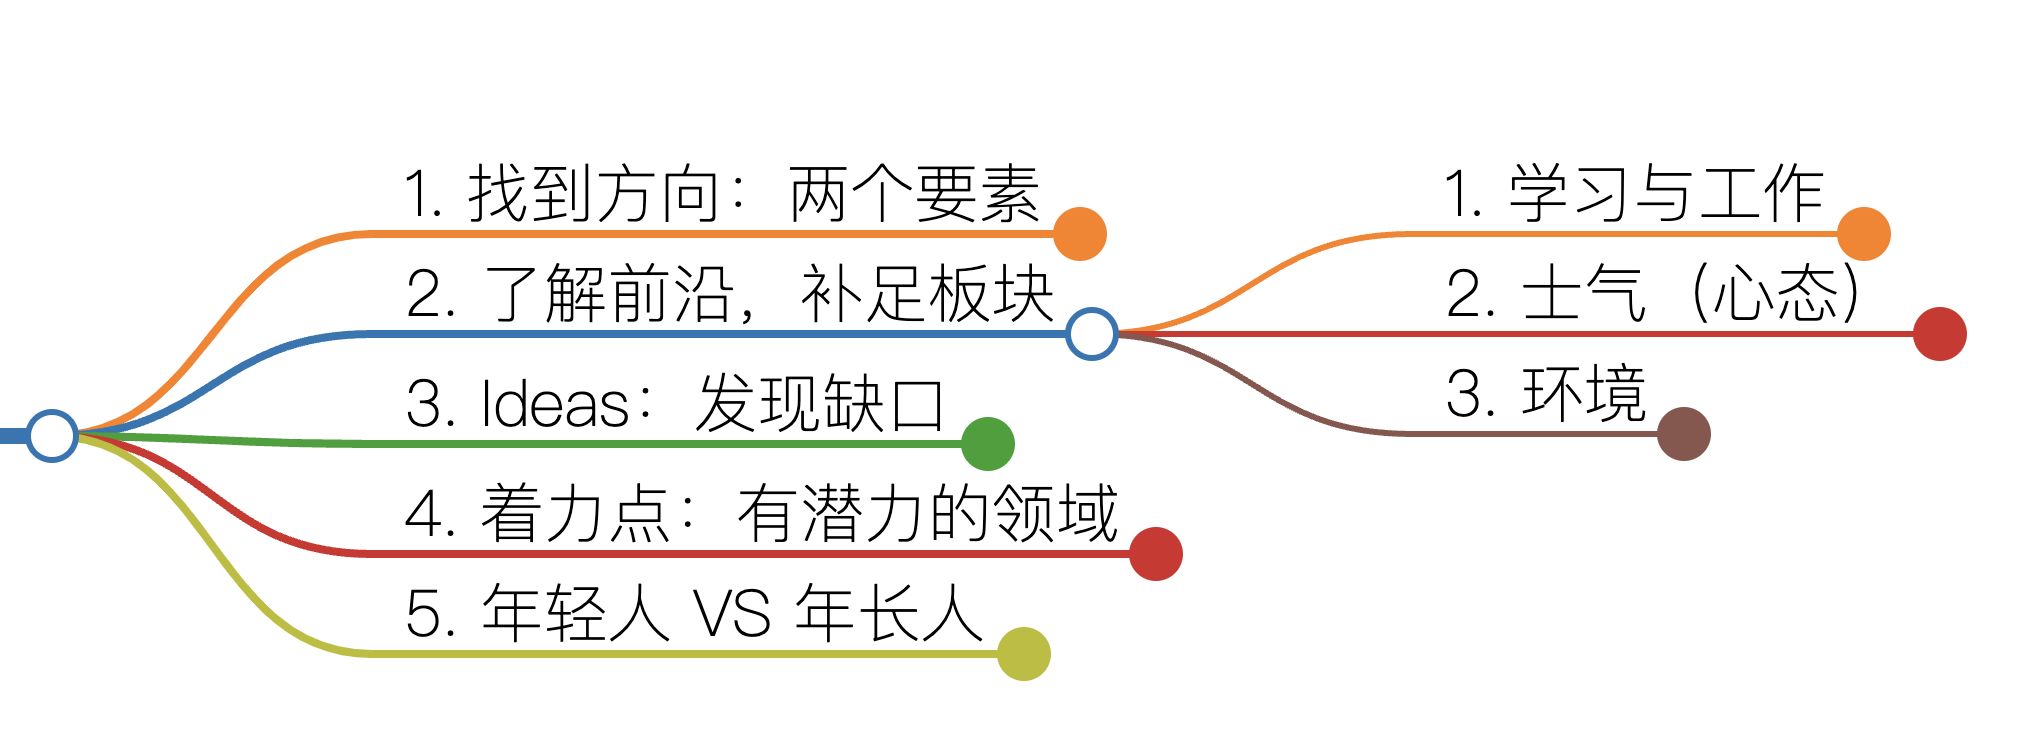 1. 找到方向：两个要素
2. 了解前沿，补足板块
3. Ideas：发现缺口
4. 着力点：有潜力的领域
5. 年轻人 VS 年长人
1. 学习与工作
2. 士气（心态）
3. 环境